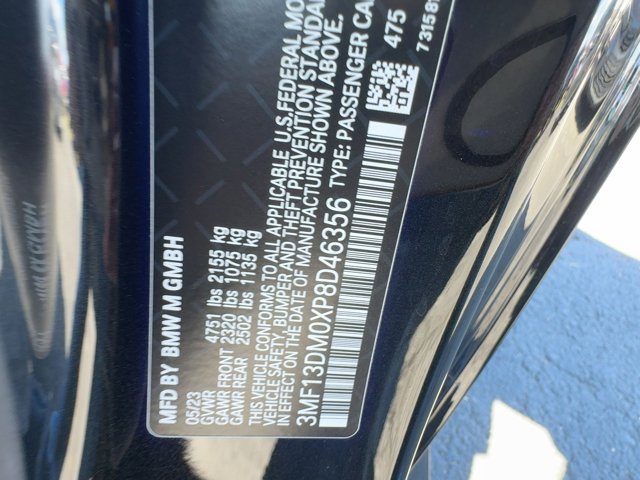 MFD BY BMW M GMBH
05/23
GVWR 4751 lbs 2155 kg
GAWR FRONT 2320 lbs 1075 kg
GAWR REAR 2502 lbs 1135 kg
THIS VEHICLE CONFORMS TO ALL APPLICABLE U.S.FEDERAL MO
VEHICLE SAFETY, BUMPER AND THEFT PREVENTION STANDAR
IN EFFECT ON THE DATE OF MANUFACTURE SHOWN ABOVE.
3MF13DM0XP8D46356 TYPE: PASSENGER CA
475
73158